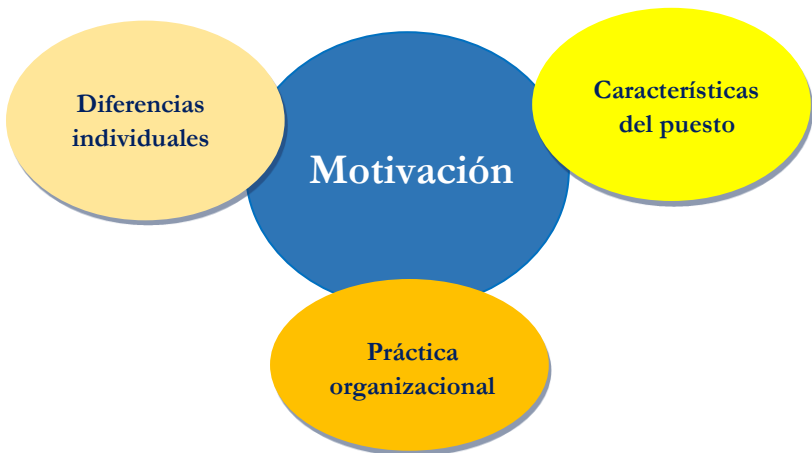 Diferencias
individuales
Motivación
Características
del puesto
Práctica
organizacional